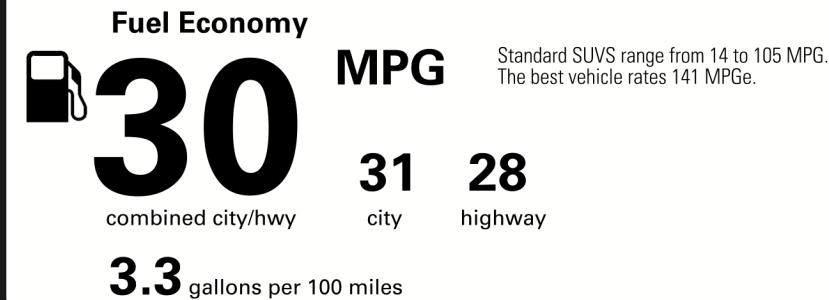 Fuel Economy
30
MPG
Standard SUVS range from 14 to 105 MPG.
The best vehicle rates 141 MPGe.
31 28
combined city/hwy city highway
3.3 gallons per 100 miles